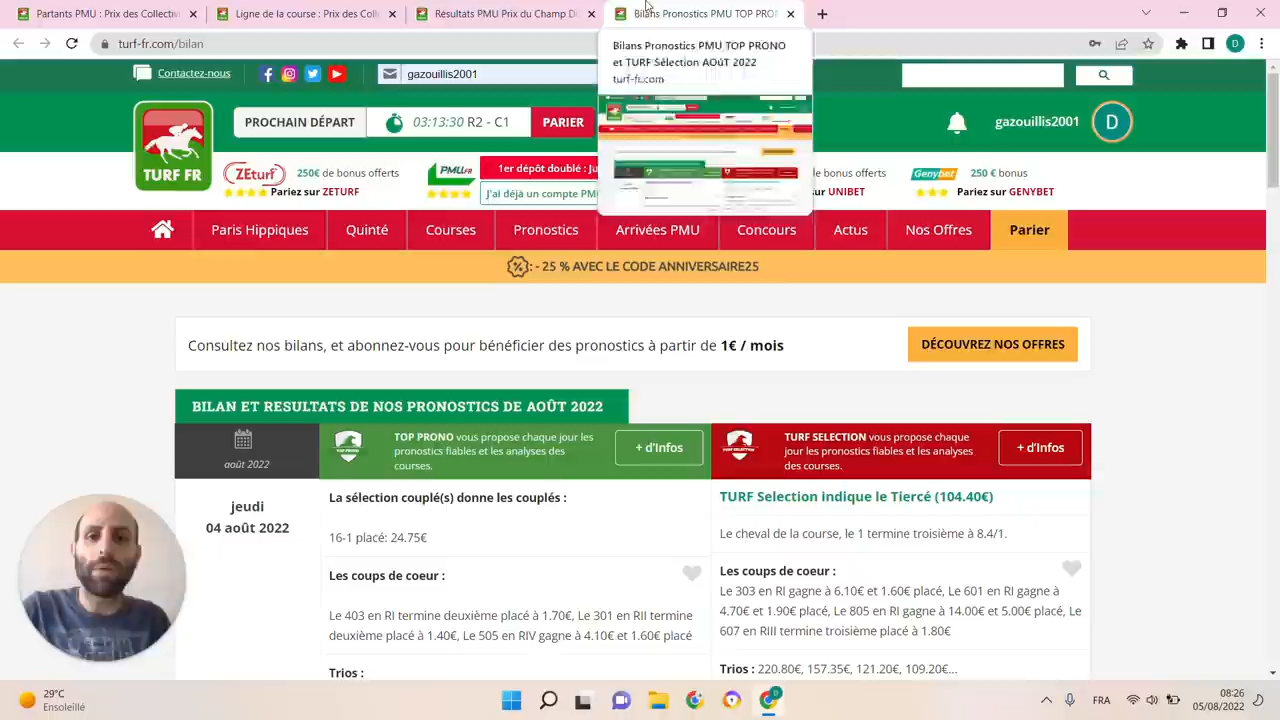 Partants PMU : Prix des Collectiv
Ligne de la course : Prix des Colle
Résultats PMU Prix du Champ D
Bilans Pronostics PMU TOP PRON
turf-fr.com/bilan
D
Bilans Pronostics PMU TOP PRONO
et TURF Sélection AOÛT 2022
turf-fr.com
Contactez-nous
gazouillis2001
TURF FR
PROCHAIN DÉPART
03:13:30 R2 - C1
PARIER
gazouillis2001
D
ZEturf
250€ de bonus offerts
Pariez sur ZETURF
PMU.fr
1er dépôt doublé : Ju
J'ai déjà un compte PM
de bonus offerts
sur UNIBET
Genybet
250 € bonus
Pariez sur GENYBET
Paris Hippiques
Quinté
Courses
Pronostics
Arrivées PMU
Concours
Actus
Nos Offres
Parier
: - 25 % AVEC LE CODE ANNIVERSAIRE25
Consultez nos bilans, et abonnez-vous pour bénéficier des pronostics à partir de 1€ / mois
DÉCOUVREZ NOS OFFRES
BILAN ET RESULTATS DE NOS PRONOSTICS DE AOÛT 2022
août 2022
TOP PRONO vous propose chaque jour les
pronostics fiables et les analyses des
courses.
+ d'Infos
TURF SELECTION vous propose chaque
jour les pronostics fiables et les analyses
des courses.
+ d'Infos
jeudi
04 août 2022
La sélection couplé(s) donne les couplés :
16-1 placé: 24.75€
Les coups de coeur :
Le 403 en RI termine deuxième placé à 1.70€, Le 301 en RII termine
deuxième placé à 1.40€, Le 505 en RIV gagne à 4.10€ et 1.60€ placé
Trios :
TURF Selection indique le Tiercé (104.40€)
Le cheval de la course, le 1 termine troisième à 8.4/1.
Les coups de coeur :
Le 303 en RI gagne à 6.10€ et 1.60€ placé, Le 601 en RI gagne à
4.70€ et 1.90€ placé, Le 805 en RI gagne à 14.00€ et 5.00€ placé, Le
607 en RIII termine troisième placé à 1.80€
Trios : 220.80€, 157.35€, 121.20€, 109.20€...
29°C
Ensoleillé
FRA
08:26
05/08/2022